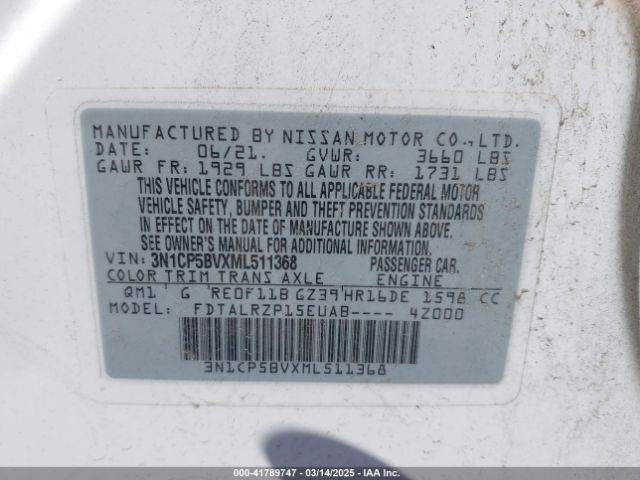 MANUFACTURED BY NISSAN MOTOR CO., LTD.
DATE: 06/21. GVWR: 3660 LBS
GAWR FR: 1929 LBS GAWR RR: 1731 LBS
THIS VEHICLE CONFORMS TO ALL APPLICABLE FEDERAL MOTOR
VEHICLE SAFETY, BUMPER AND THEFT PREVENTION STANDARDS
IN EFFECT ON THE DATE OF MANUFACTURE SHOWN ABOVE.
SEE OWNER'S MANUAL FOR ADDITIONAL INFORMATION.
VIN: 3N1CP5BVXML511368 PASSENGER CAR.
COLOR TRIM TRANS AXLE ENGINE
QM1 G RE0F11B GZ39 HR16DE 1598 CC
MODEL: FDTALRZP15EUAB---- 4Z000
3N1CP5BVXML511368
000-41789747 - 03/14/2025 - IAA Inc.